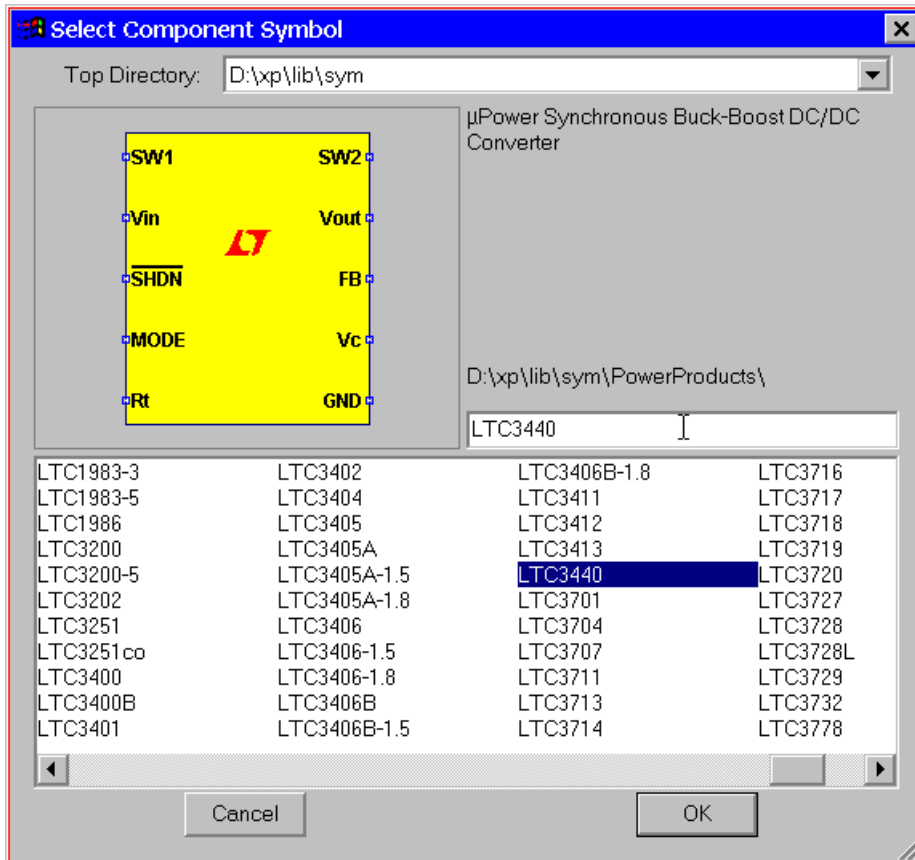 Select Component Symbol
Top Directory: D:\xp\lib\sym
µPower Synchronous Buck-Boost DC/DC
Converter
SW1 SW2
Vin Vout
SHDN FB
MODE Vc
Rt GND
D:\xp\lib\sym\PowerProducts\
LTC3440
LTC1983-3 LTC3402 LTC3406B-1.8 LTC3716
LTC1983-5 LTC3404 LTC3411 LTC3717
LTC1986 LTC3405 LTC3412 LTC3718
LTC3200 LTC3405A LTC3413 LTC3719
LTC3200-5 LTC3405A-1.5 LTC3440 LTC3720
LTC3202 LTC3405A-1.8 LTC3701 LTC3727
LTC3251 LTC3406 LTC3704 LTC3728
LTC3251co LTC3406-1.5 LTC3707 LTC3728L
LTC3400 LTC3406-1.8 LTC3711 LTC3729
LTC3400B LTC3406B LTC3713 LTC3732
LTC3401 LTC3406B-1.5 LTC3714 LTC3778
Cancel OK